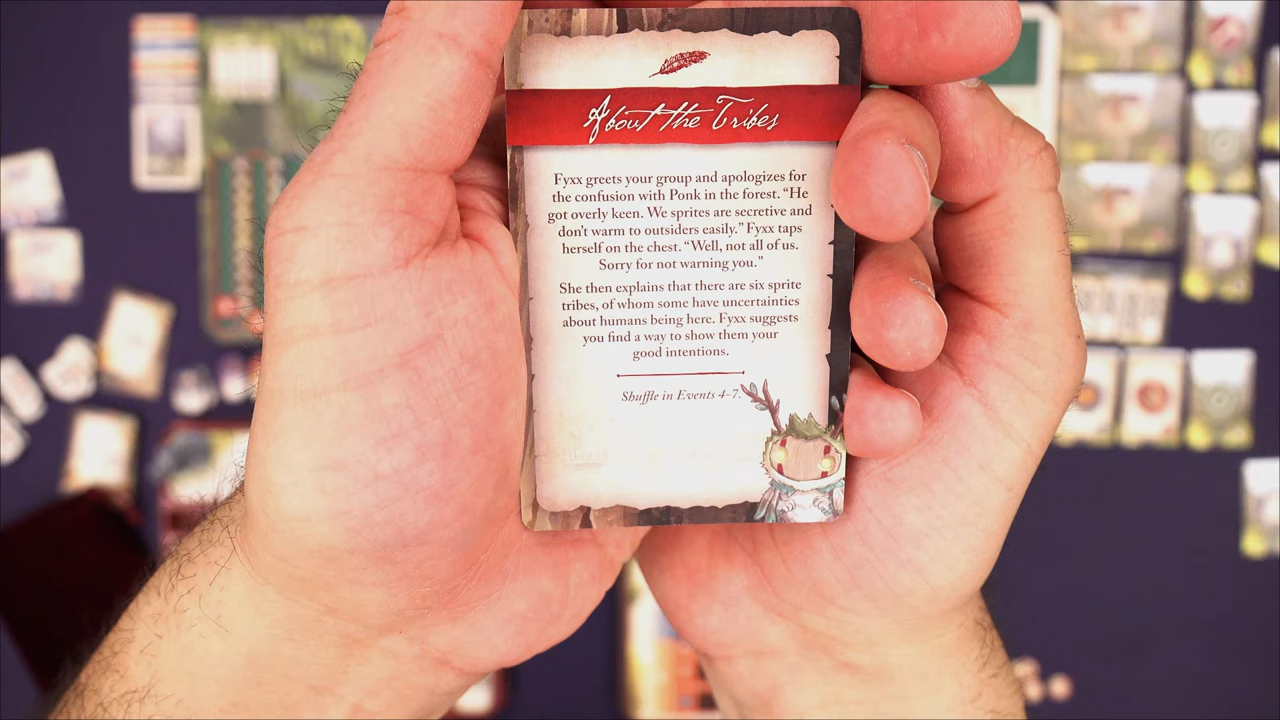 About the Tribes
Fyxx greets your group and apologizes for
the confusion with Ponk in the forest. “He
got overly keen. We sprites are secretive and
don’t warm to outsiders easily.” Fyxx taps
herself on the chest. “Well, not all of us.
Sorry for not warning you.”
She then explains that there are six sprite
tribes, of whom some have uncertainties
about humans being here. Fyxx suggests
you find a way to show them your
good intentions.
Shuffle in Events 4–7.